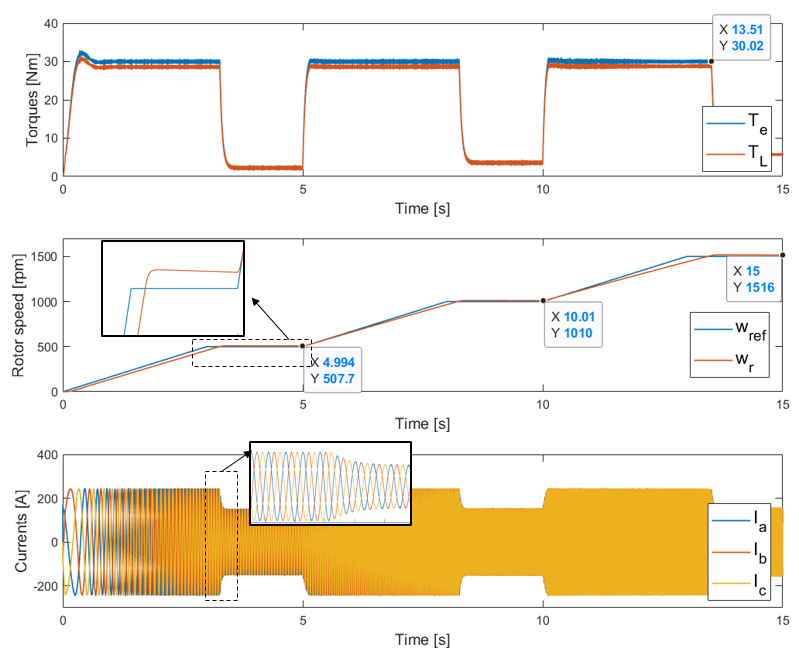 40
X 13.51
Y 30.02
30
20
10
0
Torques [Nm]
T_e
T_L
0
5
10
15
Time [s]
1500
1000
500
0
Rotor speed [rpm]
X 15
Y 1516
X 10.01
Y 1010
X 4.994
Y 507.7
w_ref
w_r
0
5
10
15
Time [s]
400
200
0
-200
Currents [A]
I_a
I_b
I_c
0
5
10
15
Time [s]